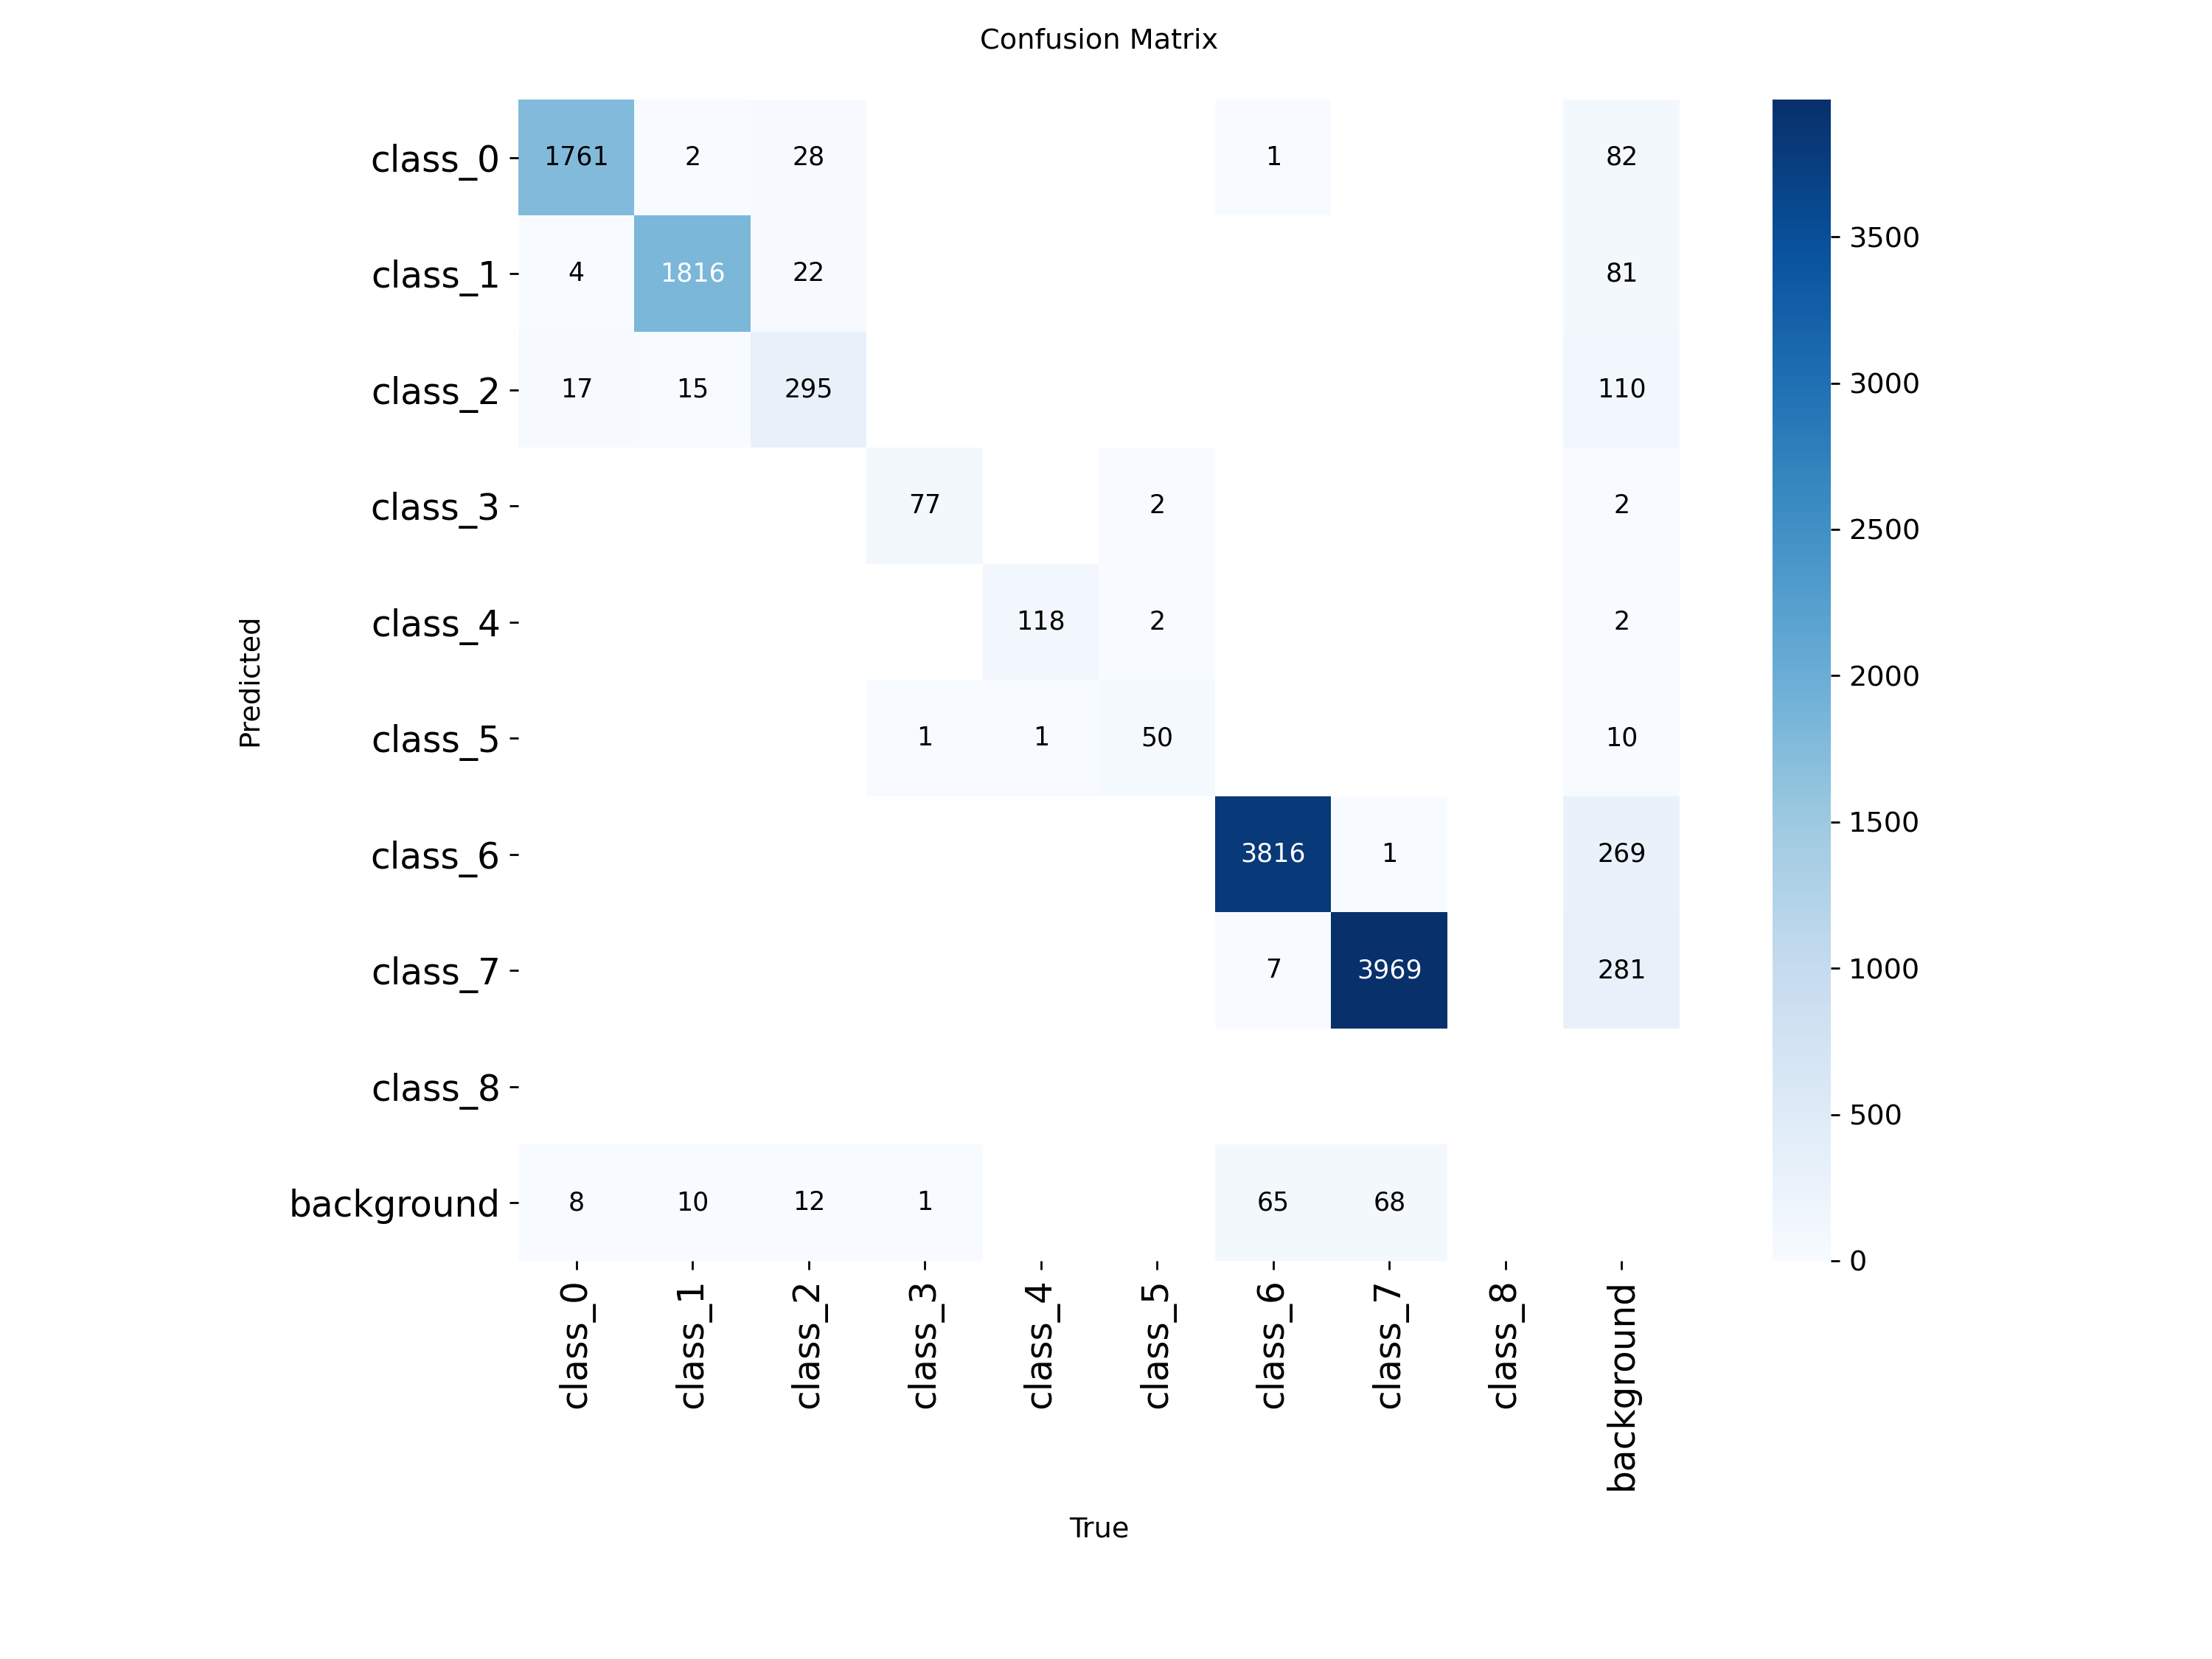 Confusion Matrix
class_0 1761 2 28 1 82
class_1 4 1816 22 81
class_2 17 15 295 110
class_3 77 2 2
class_4 118 2 2
class_5 1 1 50 10
class_6 3816 1 269
class_7 7 3969 281
class_8
background 8 10 12 1 65 68
Predicted
class_0 class_1 class_2 class_3 class_4 class_5 class_6 class_7 class_8 background
True
3500
3000
2500
2000
1500
1000
500
0